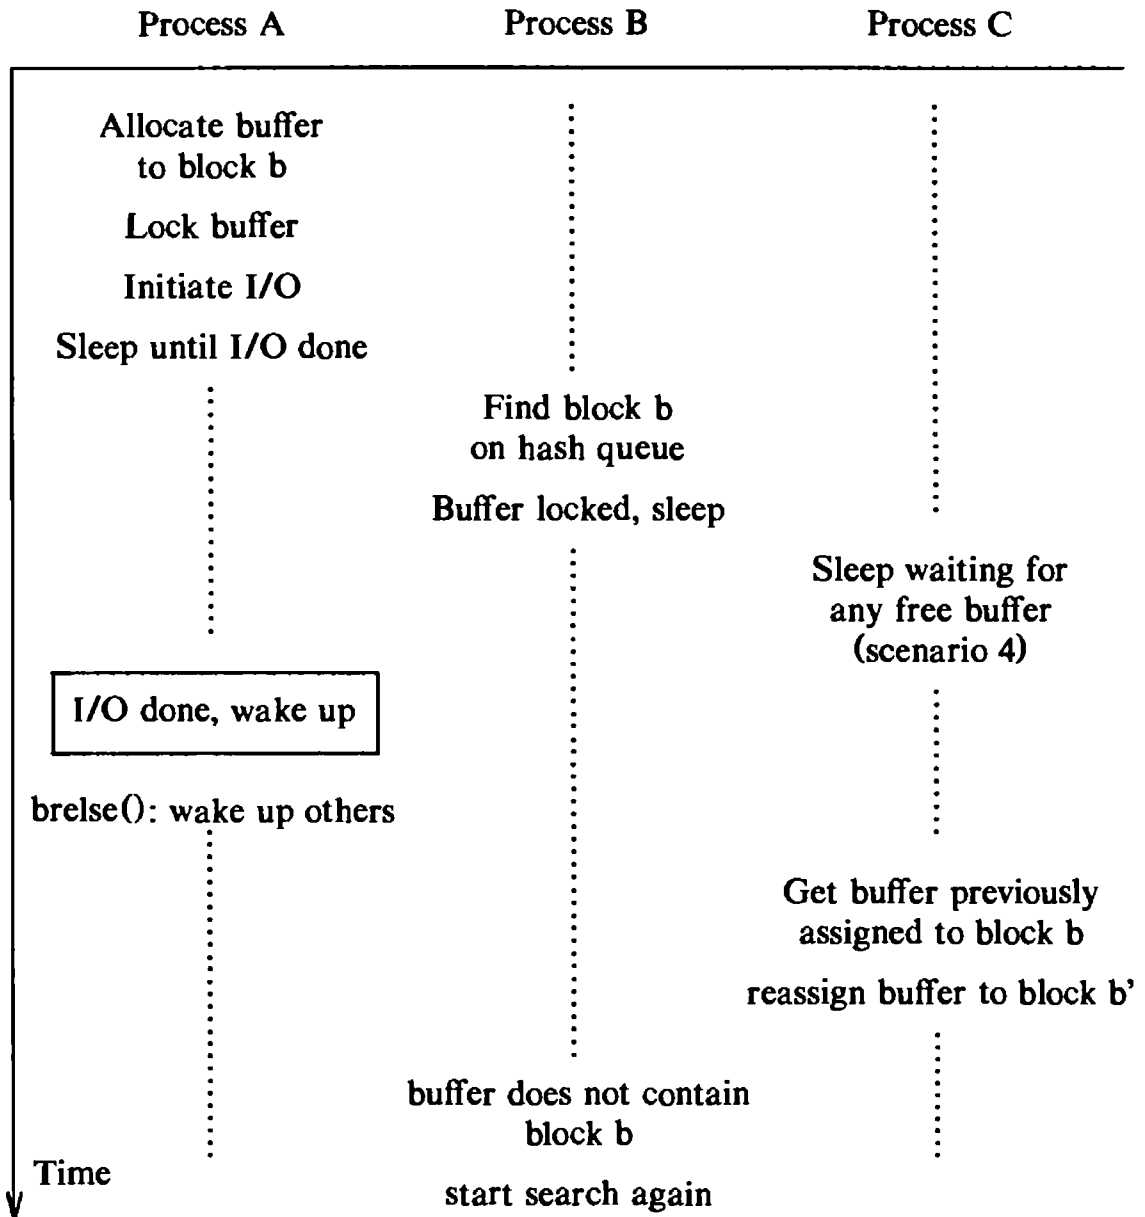 Process A
Process B
Process C
Allocate buffer
to block b
Lock buffer
Initiate I/O
Sleep until I/O done
Find block b
on hash queue
Buffer locked, sleep
Sleep waiting for
any free buffer
(scenario 4)
I/O done, wake up
brelse(): wake up others
Get buffer previously
assigned to block b
reassign buffer to block b'
buffer does not contain
block b
Time
start search again